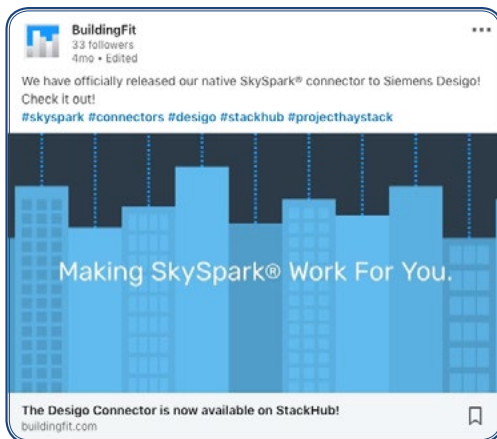 BuildingFit
33 followers
4mo • Edited
We have officially released our native SkySpark® connector to Siemens Desigo!
Check it out!
#skyspark #connectors #desigo #stackhub #projecthaystack
Making SkySpark® Work For You.
The Desigo Connector is now available on StackHub!
buildingfit.com